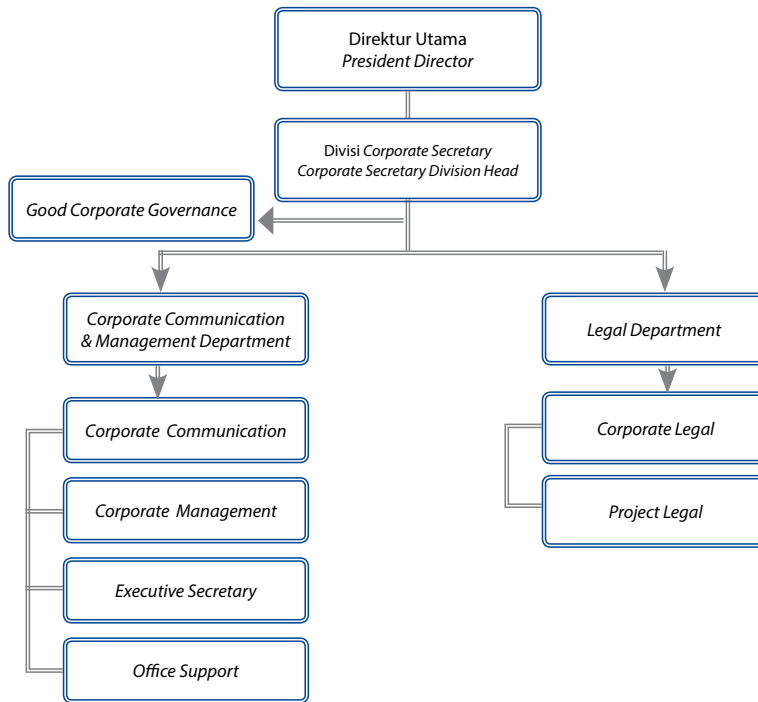 Direktur Utama
President Director
Divisi Corporate Secretary
Corporate Secretary Division Head
Good Corporate Governance
Corporate Communication
& Management Department
Legal Department
Corporate Communication
Corporate Legal
Corporate Management
Project Legal
Executive Secretary
Office Support